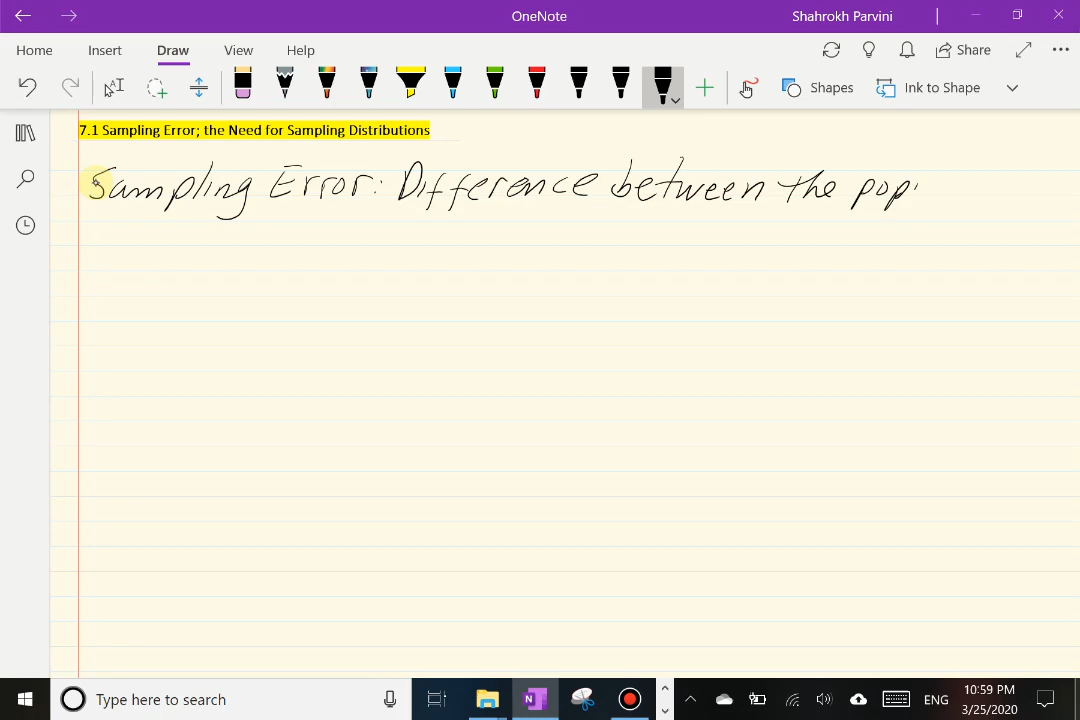 OneNote
Shahrokh Parvini
Home Insert Draw View Help
Share
Shapes
Ink to Shape
7.1 Sampling Error; the Need for Sampling Distributions
Sampling Error: Difference between the pop
Type here to search
ENG
10:59 PM
3/25/2020